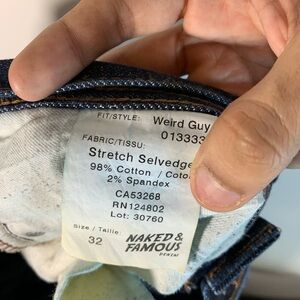 FIT/STYLE: Weird Guy
013333
FABRIC/TISSU:
Stretch Selvedge
98% Cotton / Coto
2% Spandex
CA53268
RN124802
Lot: 30760
Size / Taille
32
NAKED &
FAMOUS
DENIM